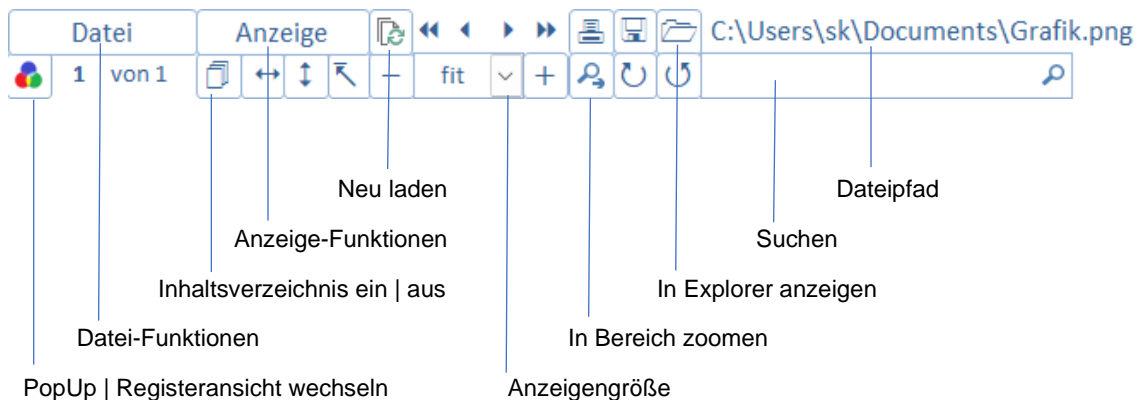 Datei Anzeige C:\Users\sk\Documents\Grafik.png
1 von 1 fit
Neu laden Dateipfad
Anzeige-Funktionen Suchen
Inhaltsverzeichnis ein | aus In Explorer anzeigen
Datei-Funktionen In Bereich zoomen
PopUp | Registeransicht wechseln Anzeigengröße